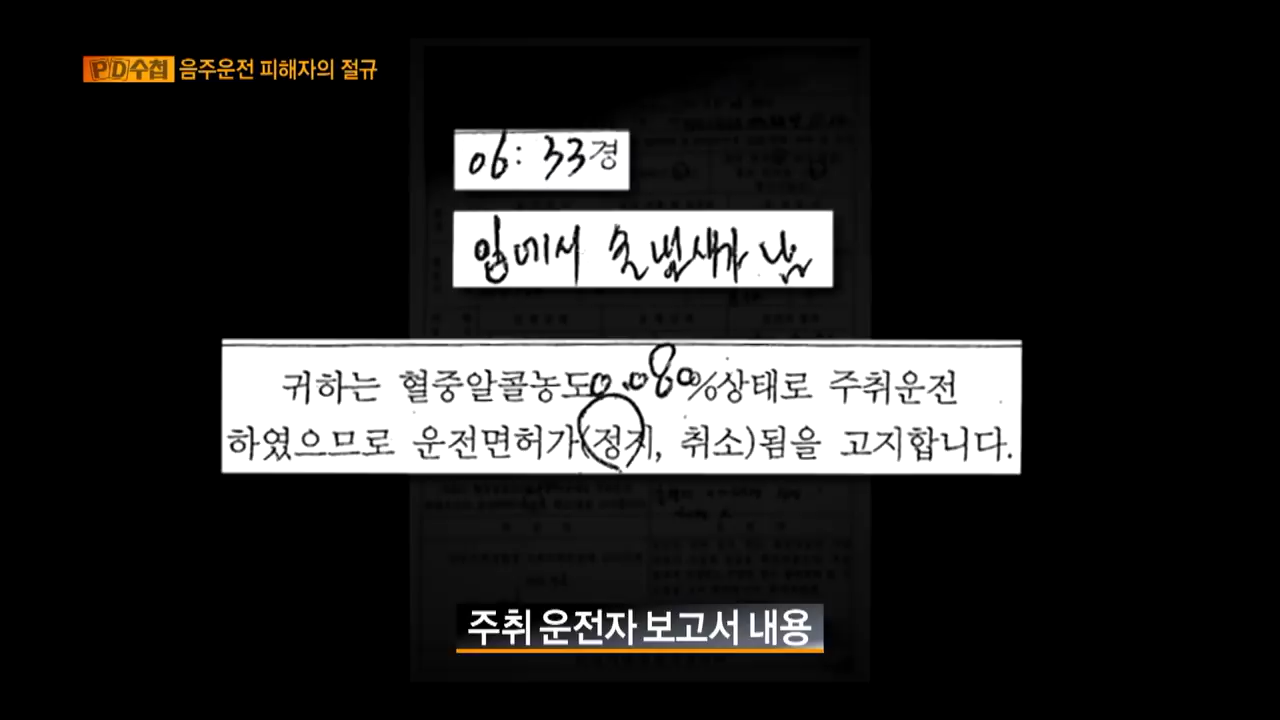 PD수첩 음주운전 피해자의 절규
06: 33경
입에서 술냄새가 남
귀하는 혈중알콜농도0.080%상태로 주취운전
하였으므로 운전면허가(정지, 취소)됨을 고지합니다.
주취 운전자 보고서 내용